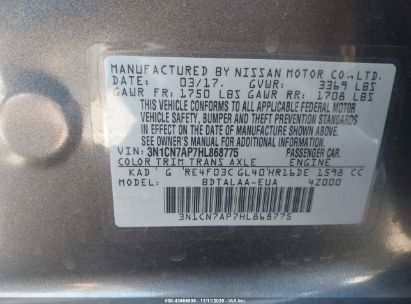 MANUFACTURED BY NISSAN MOTOR CO., LTD.
DATE: 03/17. GVWR: 3369 LBS
GAWR FR: 1750 LBS GAWR RR: 1708 LBS
THIS VEHICLE CONFORMS TO ALL APPLICABLE FEDERAL MOTOR
VEHICLE SAFETY, BUMPER AND THEFT PREVENTION STANDARDS
IN EFFECT ON THE DATE OF MANUFACTURE SHOWN ABOVE.
SEE OWNER'S MANUAL FOR ADDITIONAL INFORMATION.
VIN: 3N1CN7AP7HL868775 PASSENGER CAR.
COLOR TRIM TRANS AXLE ENGINE
KAD G RE4F03C GL40 HR16DE 1598 CC
BDTALAA-EUA 4Z000
3N1CN7AP7HL868775